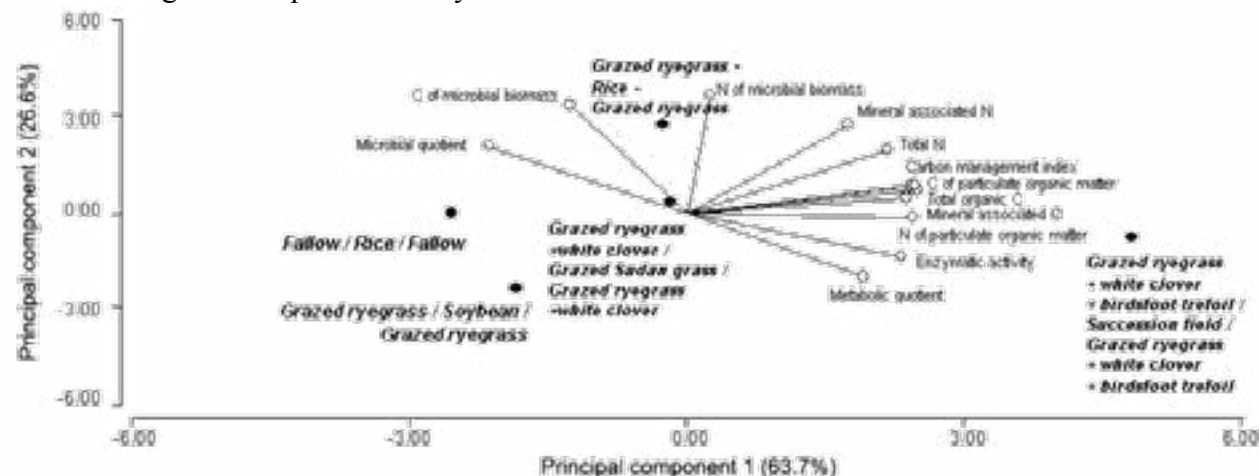 6.00
3.00
0.00
-3.00
-6.00
Principal component 2 (26.6%)
Grazed ryegrass -
Rice -
Grazed ryegrass
C of microbial biomass
N of microbial biomass
Mineral associated N
Microbial quotient
Total N
Carbon management index
C of particulate organic matter
Total organic C
Mineral associated C
N of particulate organic matter
Enzymatic activity
Metabolic quotient
Fallow / Rice / Fallow
Grazed ryegrass / Soybean /
Grazed ryegrass
Grazed ryegrass
+white clover /
Grazed Sudan grass /
Grazed ryegrass
+white clover
Grazed ryegrass
+ white clover
+ birdsfoot trefoil /
Succession field /
Grazed ryegrass
+ white clover
+ birdsfoot trefoil
-6.00
-3.00
0.00
3.00
6.00
Principal component 1 (63.7%)